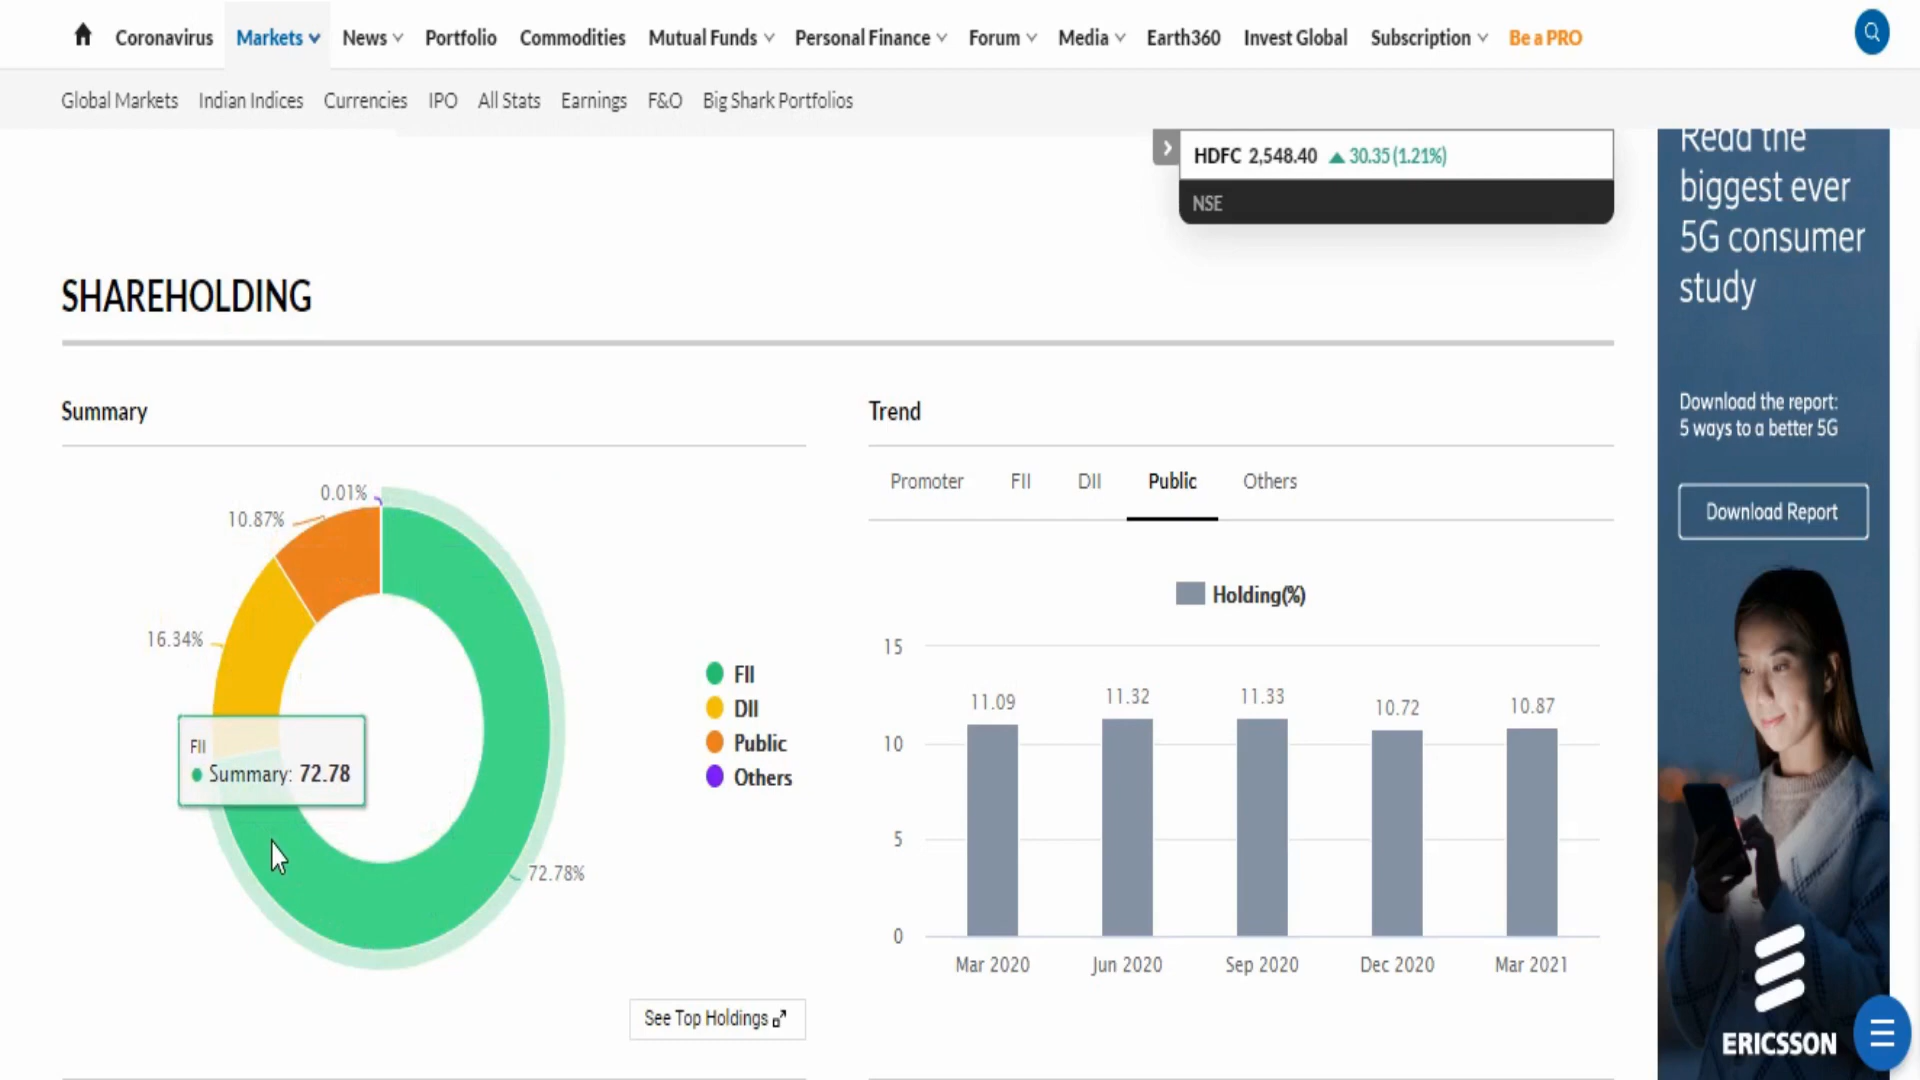 Coronavirus Markets News Portfolio Commodities Mutual Funds Personal Finance Forum Media Earth360 Invest Global Subscription Be a PRO
Global Markets Indian Indices Currencies IPO All Stats Earnings F&O Big Shark Portfolios
HDFC 2,548.40 ▲ 30.35 (1.21%)
NSE
SHAREHOLDING
Summary
0.01%
10.87%
16.34%
FII
Summary: 72.78
72.78%
FII
DII
Public
Others
See Top Holdings
Trend
Promoter FII DII Public Others
Holding(%)
15
10
5
0
11.09 11.32 11.33 10.72 10.87
Mar 2020 Jun 2020 Sep 2020 Dec 2020 Mar 2021
Read the
biggest ever
5G consumer
study
Download the report:
5 ways to a better 5G
Download Report
ERICSSON